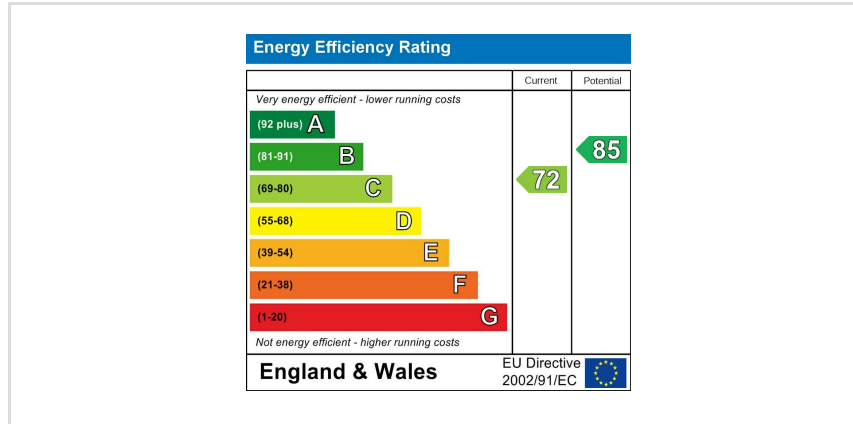 Energy Efficiency Rating
Current Potential
Very energy efficient - lower running costs
(92 plus) A
(81-91) B
85
(69-80) C
72
(55-68) D
(39-54) E
(21-38) F
(1-20) G
Not energy efficient - higher running costs
England & Wales
EU Directive
2002/91/EC